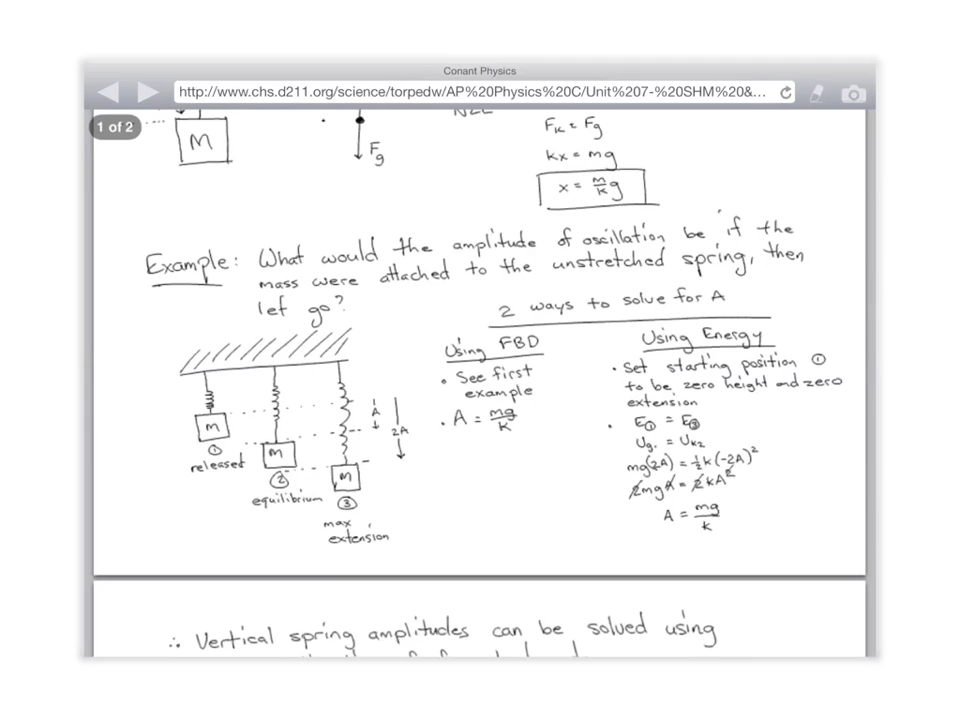 Conant Physics
http://www.chs.d211.org/science/torpedw/AP%20Physics%20C/Unit%207-%20SHM%20&...
1 of 2
M
Fg
Fk = Fg
kx = mg
x = m/k g
Example: What would the amplitude of oscillation be if the
mass were attached to the unstretched spring, then
let go?
2 ways to solve for A
Using FBD
• See first
example
• A = mg/k
Using Energy
• Set starting position ①
to be zero height and zero
extension
• E① = E③
Ug1 = Uk2
mg(2A) = ½k(-2A)²
2mgA = 2kA²
A = mg/k
A
2A
M
①
released
M
②
equilibrium
M
③
max
extension
∴ Vertical spring amplitudes can be solved using